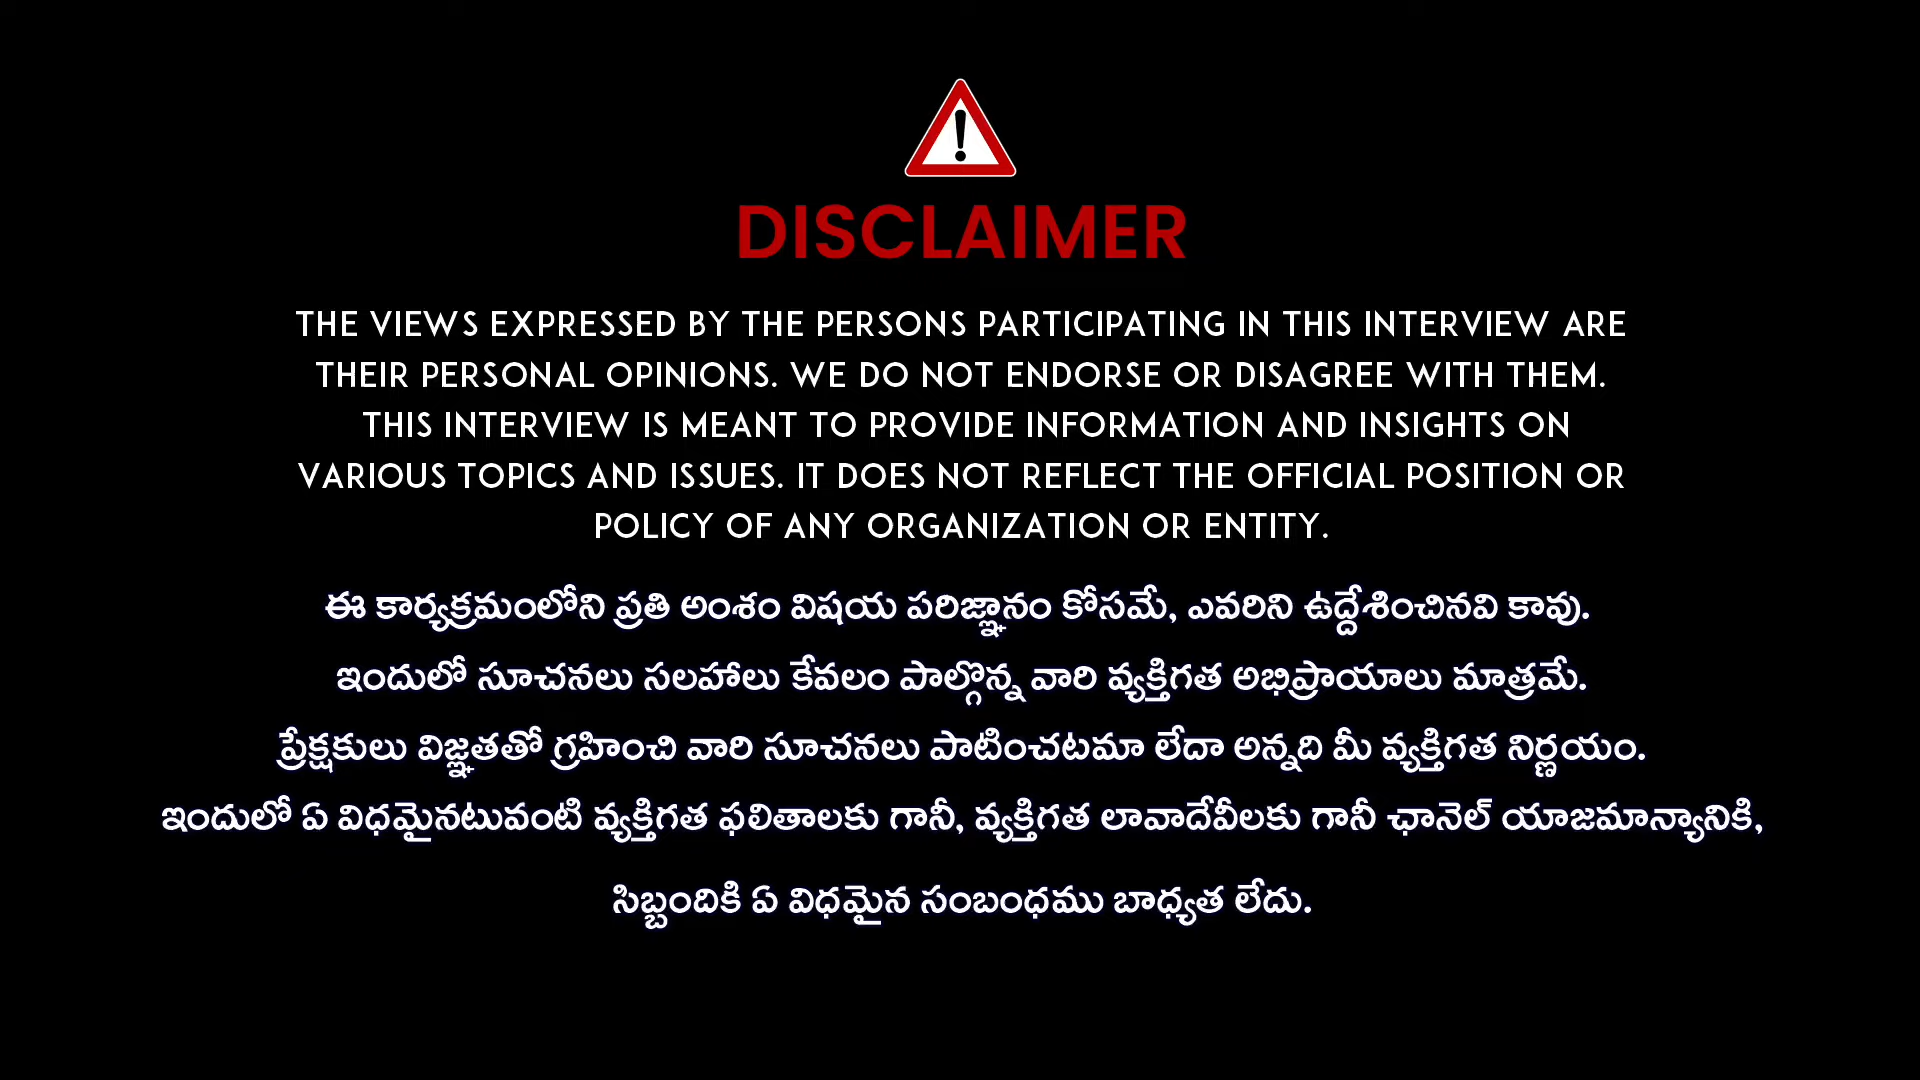 DISCLAIMER
THE VIEWS EXPRESSED BY THE PERSONS PARTICIPATING IN THIS INTERVIEW ARE
THEIR PERSONAL OPINIONS. WE DO NOT ENDORSE OR DISAGREE WITH THEM.
THIS INTERVIEW IS MEANT TO PROVIDE INFORMATION AND INSIGHTS ON
VARIOUS TOPICS AND ISSUES. IT DOES NOT REFLECT THE OFFICIAL POSITION OR
POLICY OF ANY ORGANIZATION OR ENTITY.
ఈ కార్యక్రమంలోని ప్రతి అంశం విషయ పరిజ్ఞానం కోసమే, ఎవరిని ఉద్దేశించినవి కావు.
ఇందులో సూచనలు సలహాలు కేవలం పాల్గొన్న వారి వ్యక్తిగత అభిప్రాయాలు మాత్రమే.
ప్రేక్షకులు విజ్ఞతతో గ్రహించి వారి సూచనలు పాటించటమా లేదా అన్నది మీ వ్యక్తిగత నిర్ణయం.
ఇందులో ఏ విధమైనటువంటి వ్యక్తిగత ఫలితాలకు గానీ, వ్యక్తిగత లావాదేవీలకు గానీ ఛానెల్ యాజమాన్యానికి,
సిబ్బందికి ఏ విధమైన సంబంధము బాధ్యత లేదు.